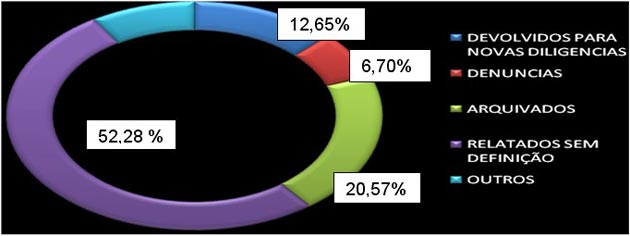 12,65%
6,70%
52,28 %
20,57%
DEVOLVIDOS PARA
NOVAS DILIGENCIAS
DENUNCIAS
ARQUIVADOS
RELATADOS SEM
DEFINIÇÃO
OUTROS